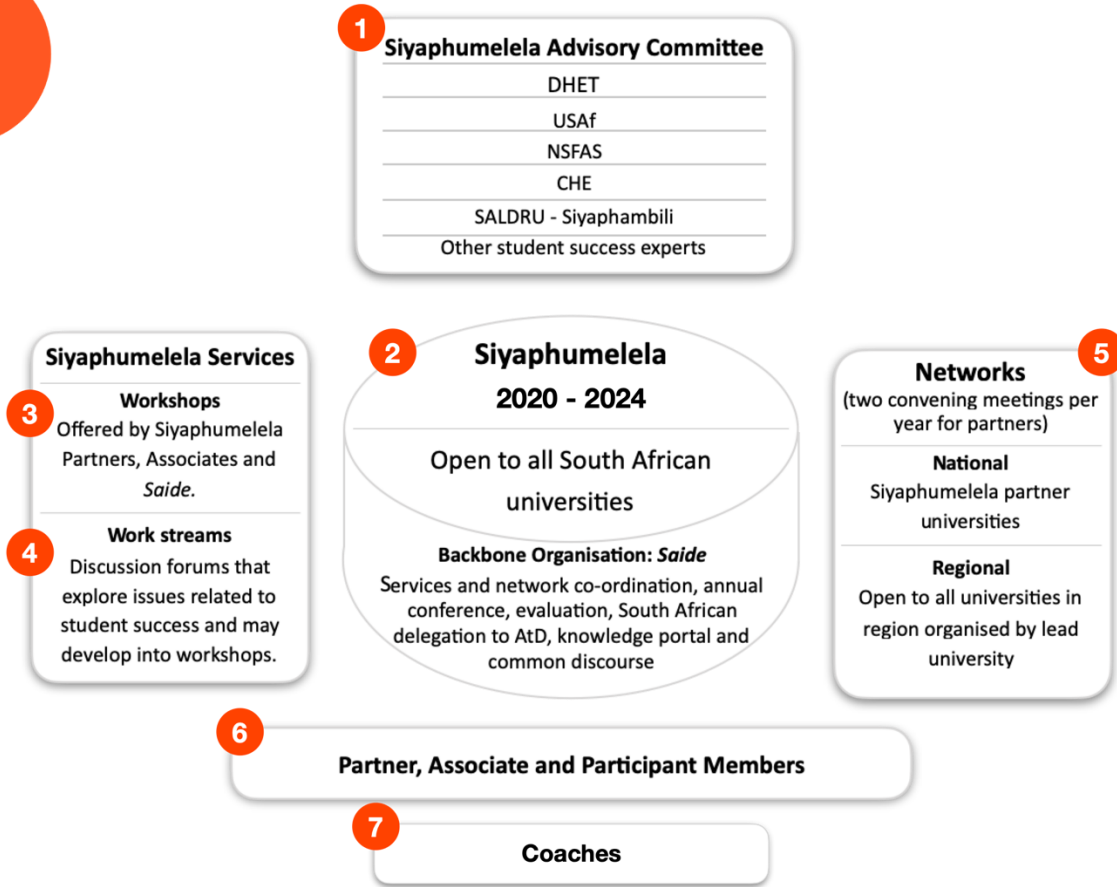 1
Siyaphumelela Advisory Committee
DHET
USAf
NSFAS
CHE
SALDRU - Siyaphambili
Other student success experts
Siyaphumelela Services
3
Workshops
Offered by Siyaphumelela
Partners, Associates and
Saide.
4
Work streams
Discussion forums that
explore issues related to
student success and may
develop into workshops.
2
Siyaphumelela
2020 - 2024
Open to all South African
universities
Backbone Organisation: Saide
Services and network co-ordination, annual
conference, evaluation, South African
delegation to AtD, knowledge portal and
common discourse
5
Networks
(two convening meetings per
year for partners)
National
Siyaphumelela partner
universities
Regional
Open to all universities in
region organised by lead
university
6
Partner, Associate and Participant Members
7
Coaches